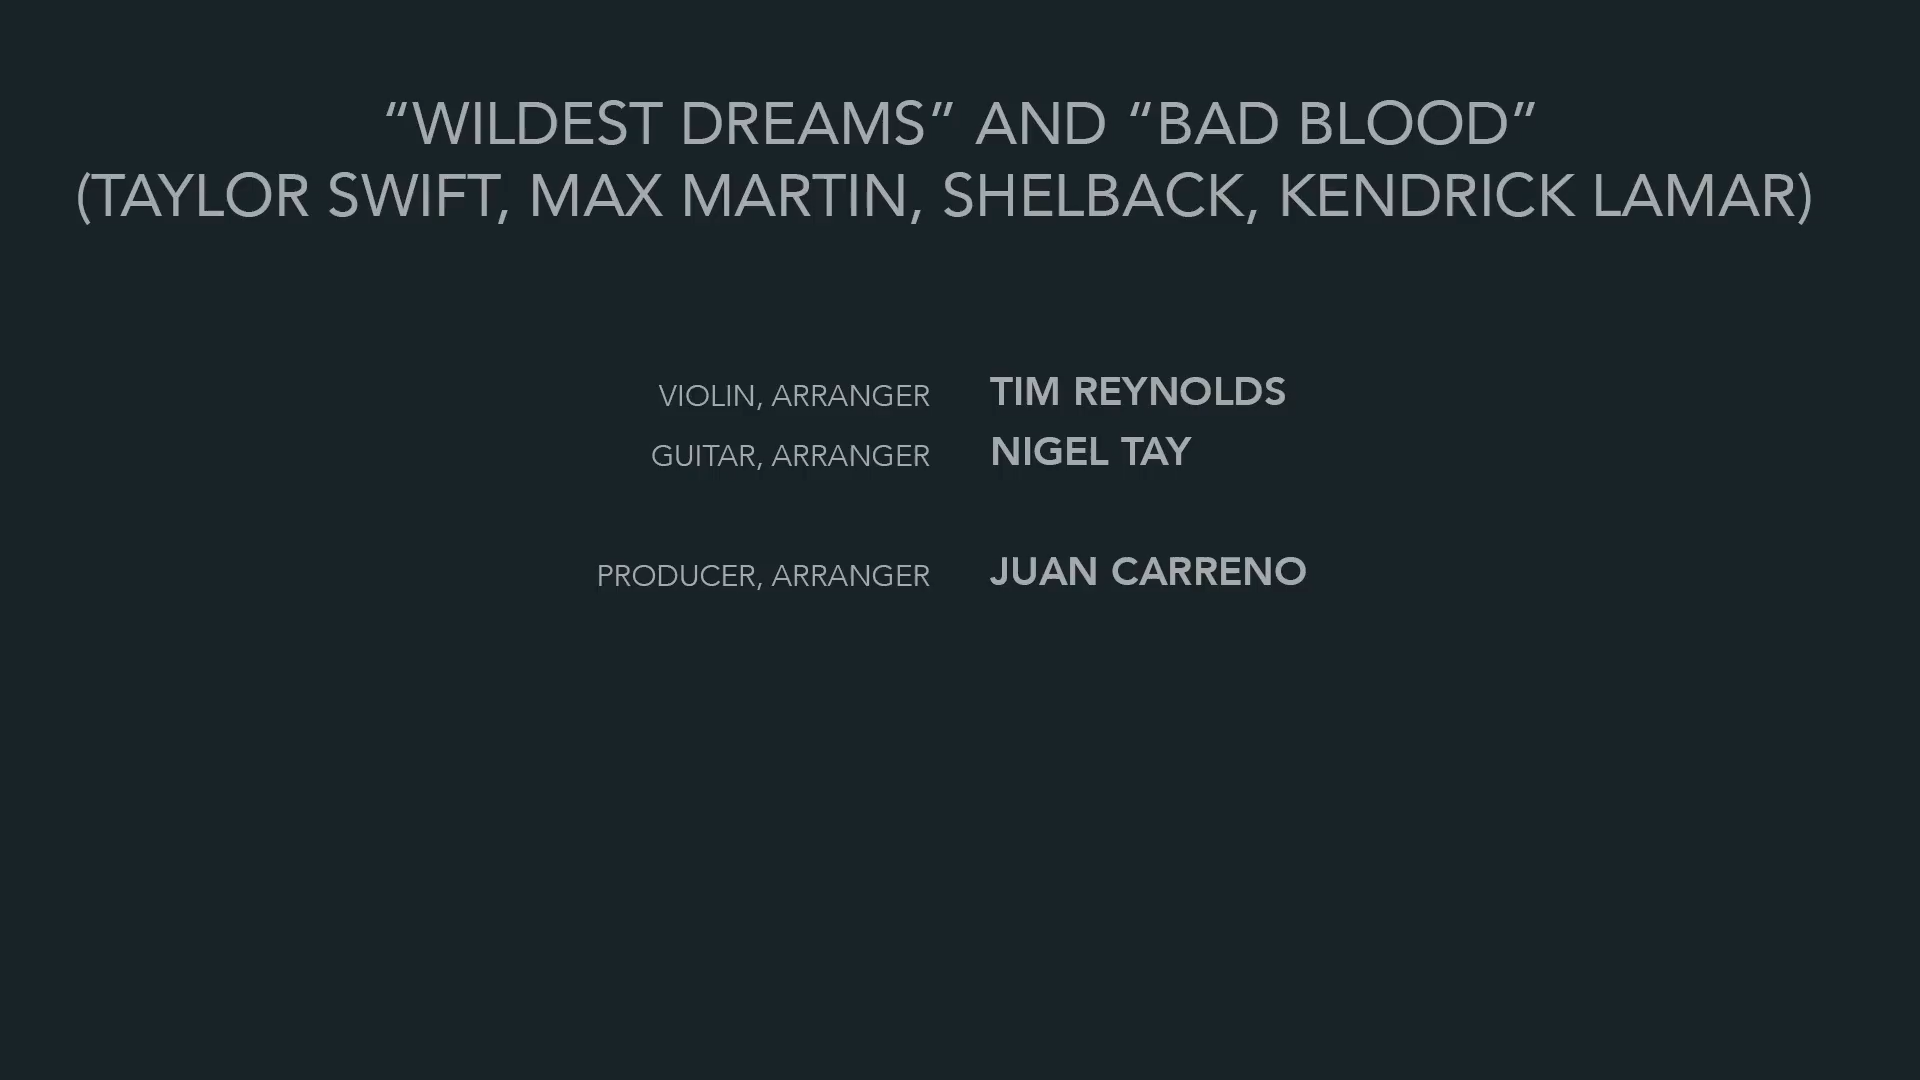 “WILDEST DREAMS” AND “BAD BLOOD”
(TAYLOR SWIFT, MAX MARTIN, SHELBACK, KENDRICK LAMAR)
VIOLIN, ARRANGER TIM REYNOLDS
GUITAR, ARRANGER NIGEL TAY
PRODUCER, ARRANGER JUAN CARRENO